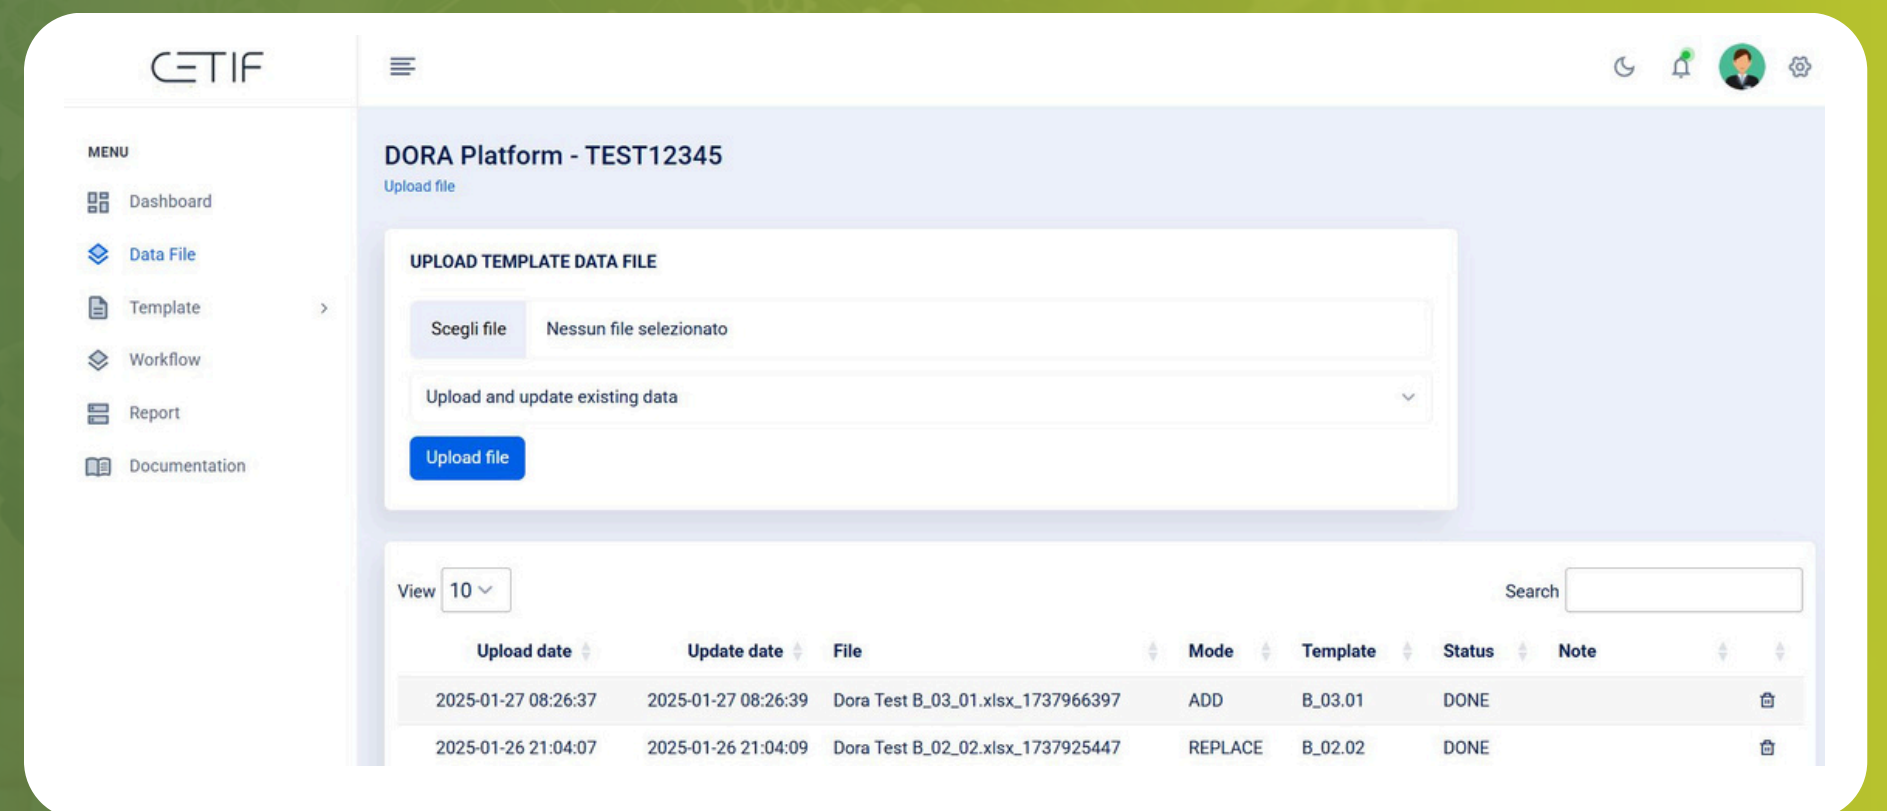 CETIF
MENU
Dashboard
Data File
Template
Workflow
Report
Documentation
DORA Platform - TEST12345
Upload file
UPLOAD TEMPLATE DATA FILE
Scegli file Nessun file selezionato
Upload and update existing data
Upload file
View 10 Search
Upload date Update date File Mode Template Status Note
2025-01-27 08:26:37 2025-01-27 08:26:39 Dora Test B_03_01.xlsx_1737966397 ADD B_03.01 DONE
2025-01-26 21:04:07 2025-01-26 21:04:09 Dora Test B_02_02.xlsx_1737925447 REPLACE B_02.02 DONE